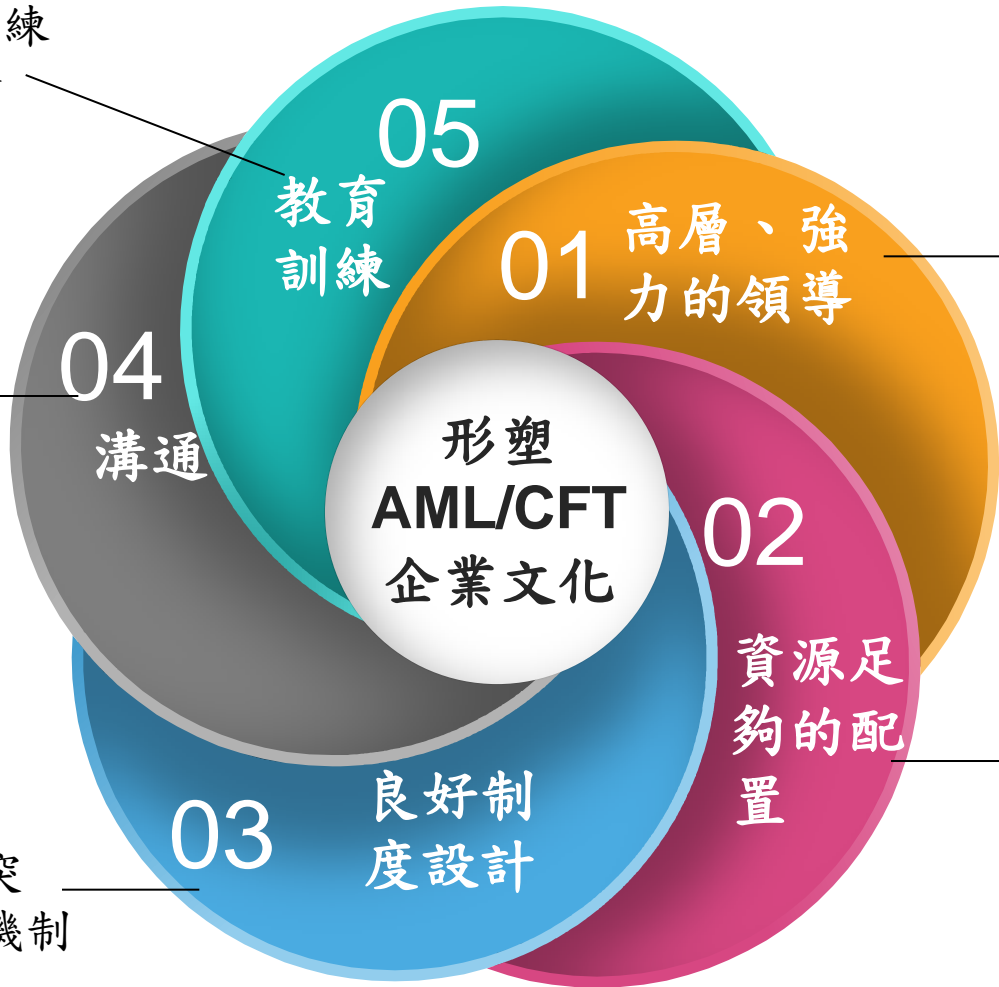 練
05
教育
訓練
01
高層、強
力的領導
04
溝通
形塑
AML/CFT
企業文化
02
資源足
夠的配
置
03
良好制
度設計
突
機制